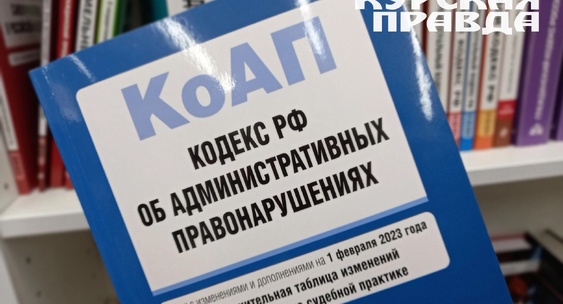 КУРСКАЯ
ПРАВДА
КоАП
КОДЕКС РФ
ОБ АДМИНИСТРАТИВНЫХ
ПРАВОНАРУШЕНИЯХ
с изменениями и дополнениями на 1 февраля 2023 года
таблица изменений
судебной практике